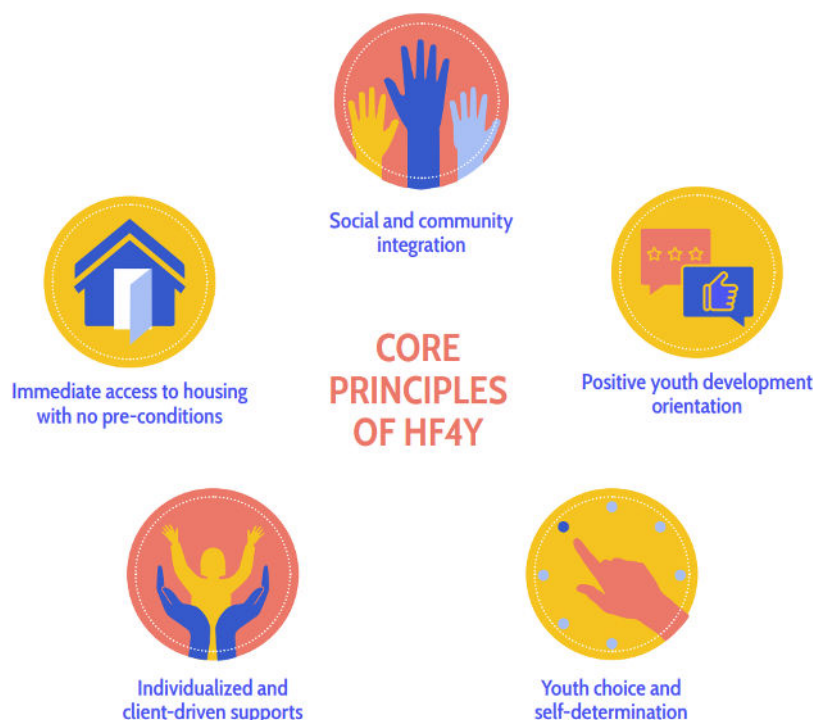 Social and community
integration
Immediate access to housing
with no pre-conditions
CORE
PRINCIPLES
OF HF4Y
Positive youth development
orientation
Individualized and
client-driven supports
Youth choice and
self-determination